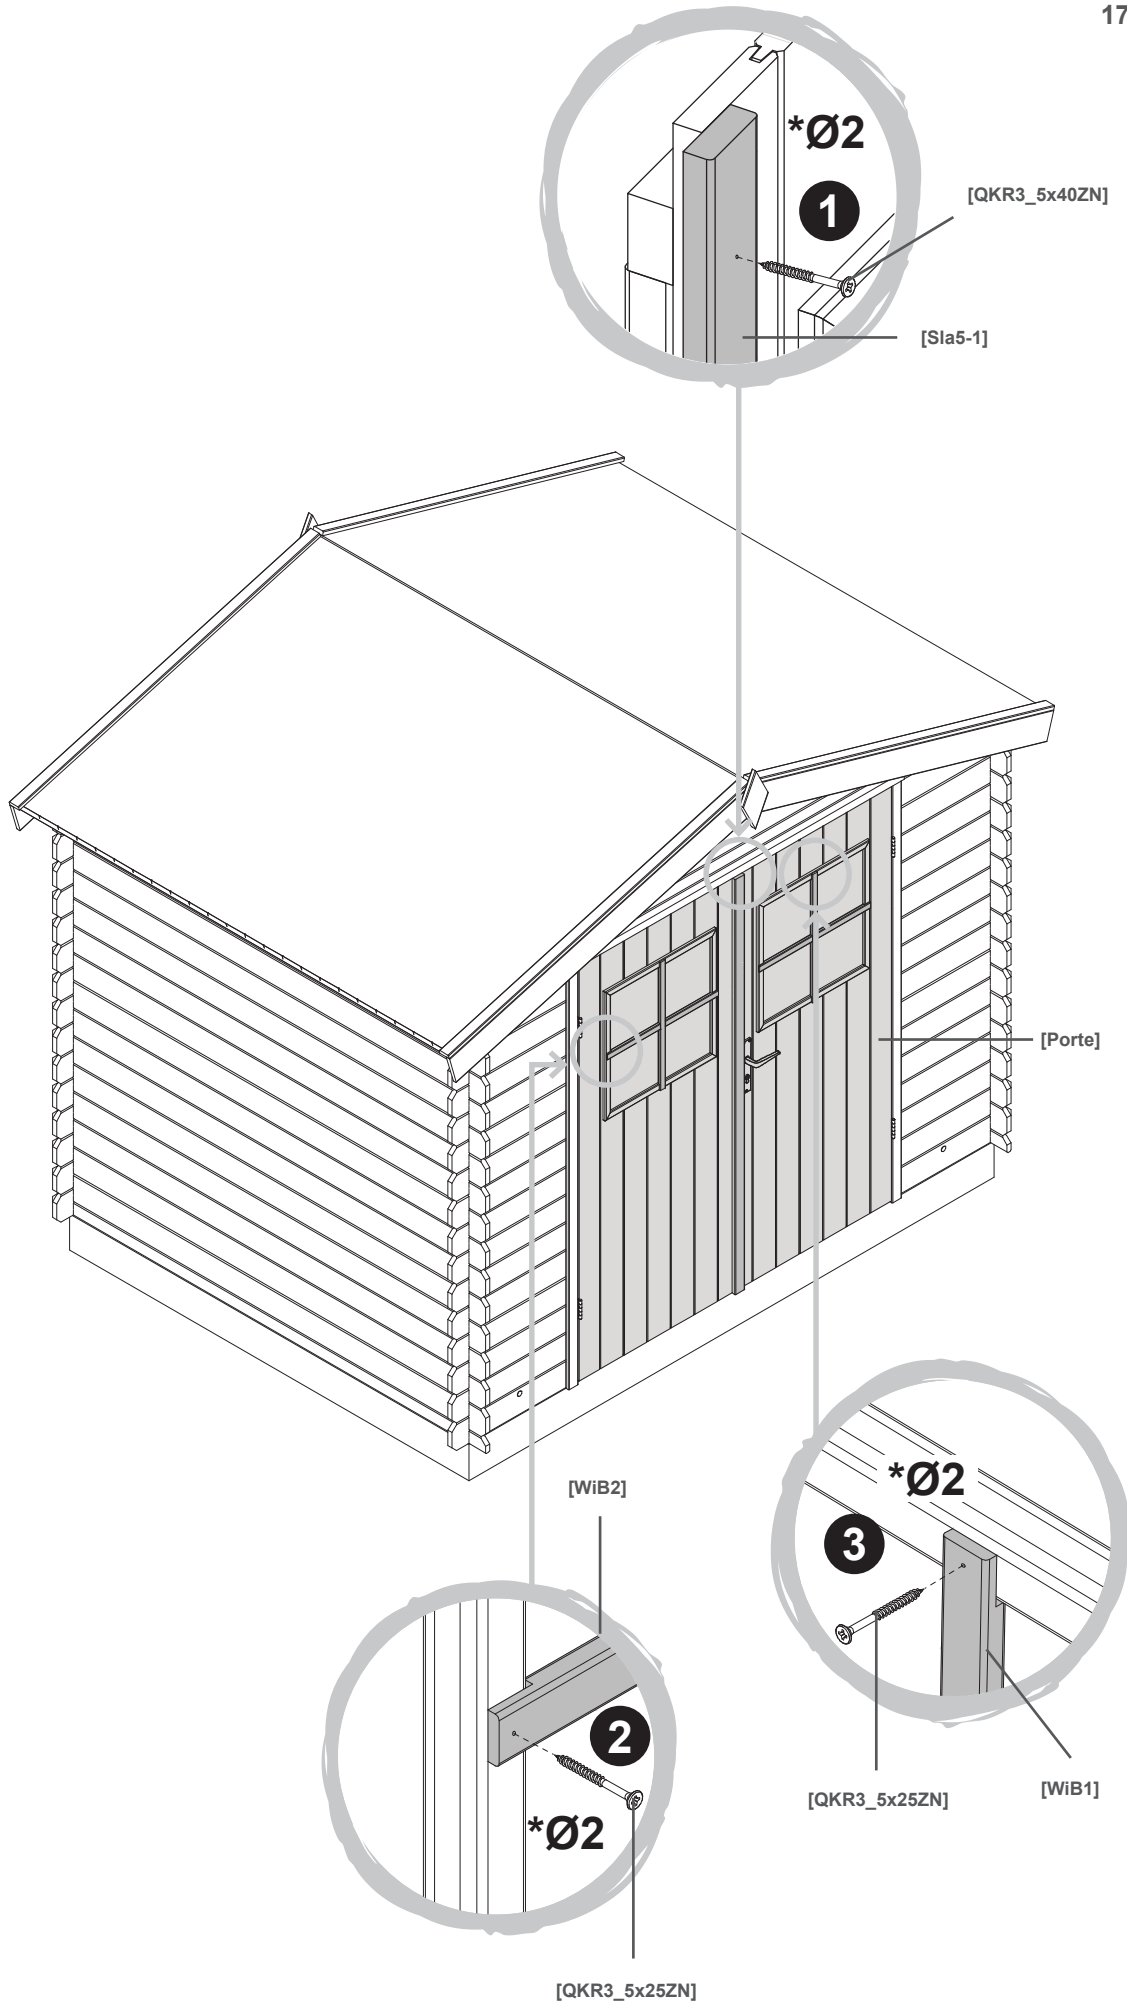 17
*Ø2
1
[QKR3_5x40ZN]
[Sla5-1]
[Porte]
[WiB2]
*Ø2
3
2
[QKR3_5x25ZN]
[WiB1]
*Ø2
[QKR3_5x25ZN]